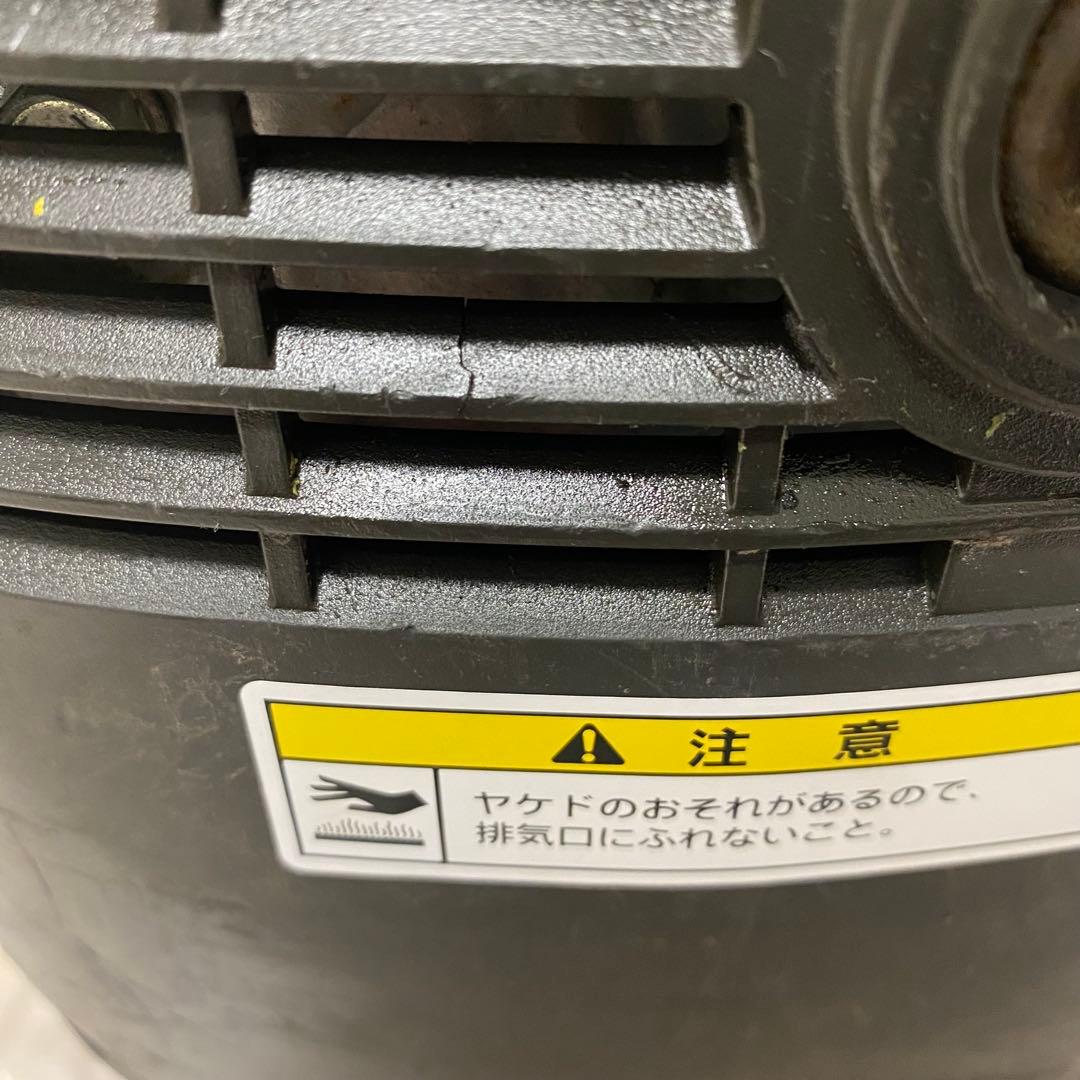 注意
ヤケドのおそれがあるので、
排気口にふれないこと。